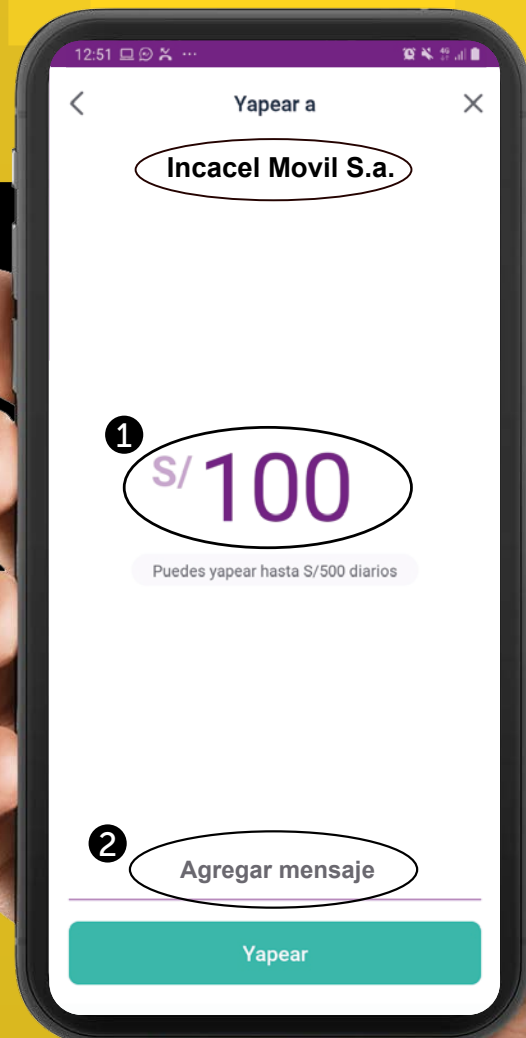 12:51
Yapear a
Incacel Movil S.a.
1
S/ 100
Puedes yapear hasta S/500 diarios
2
Agregar mensaje
Yapear